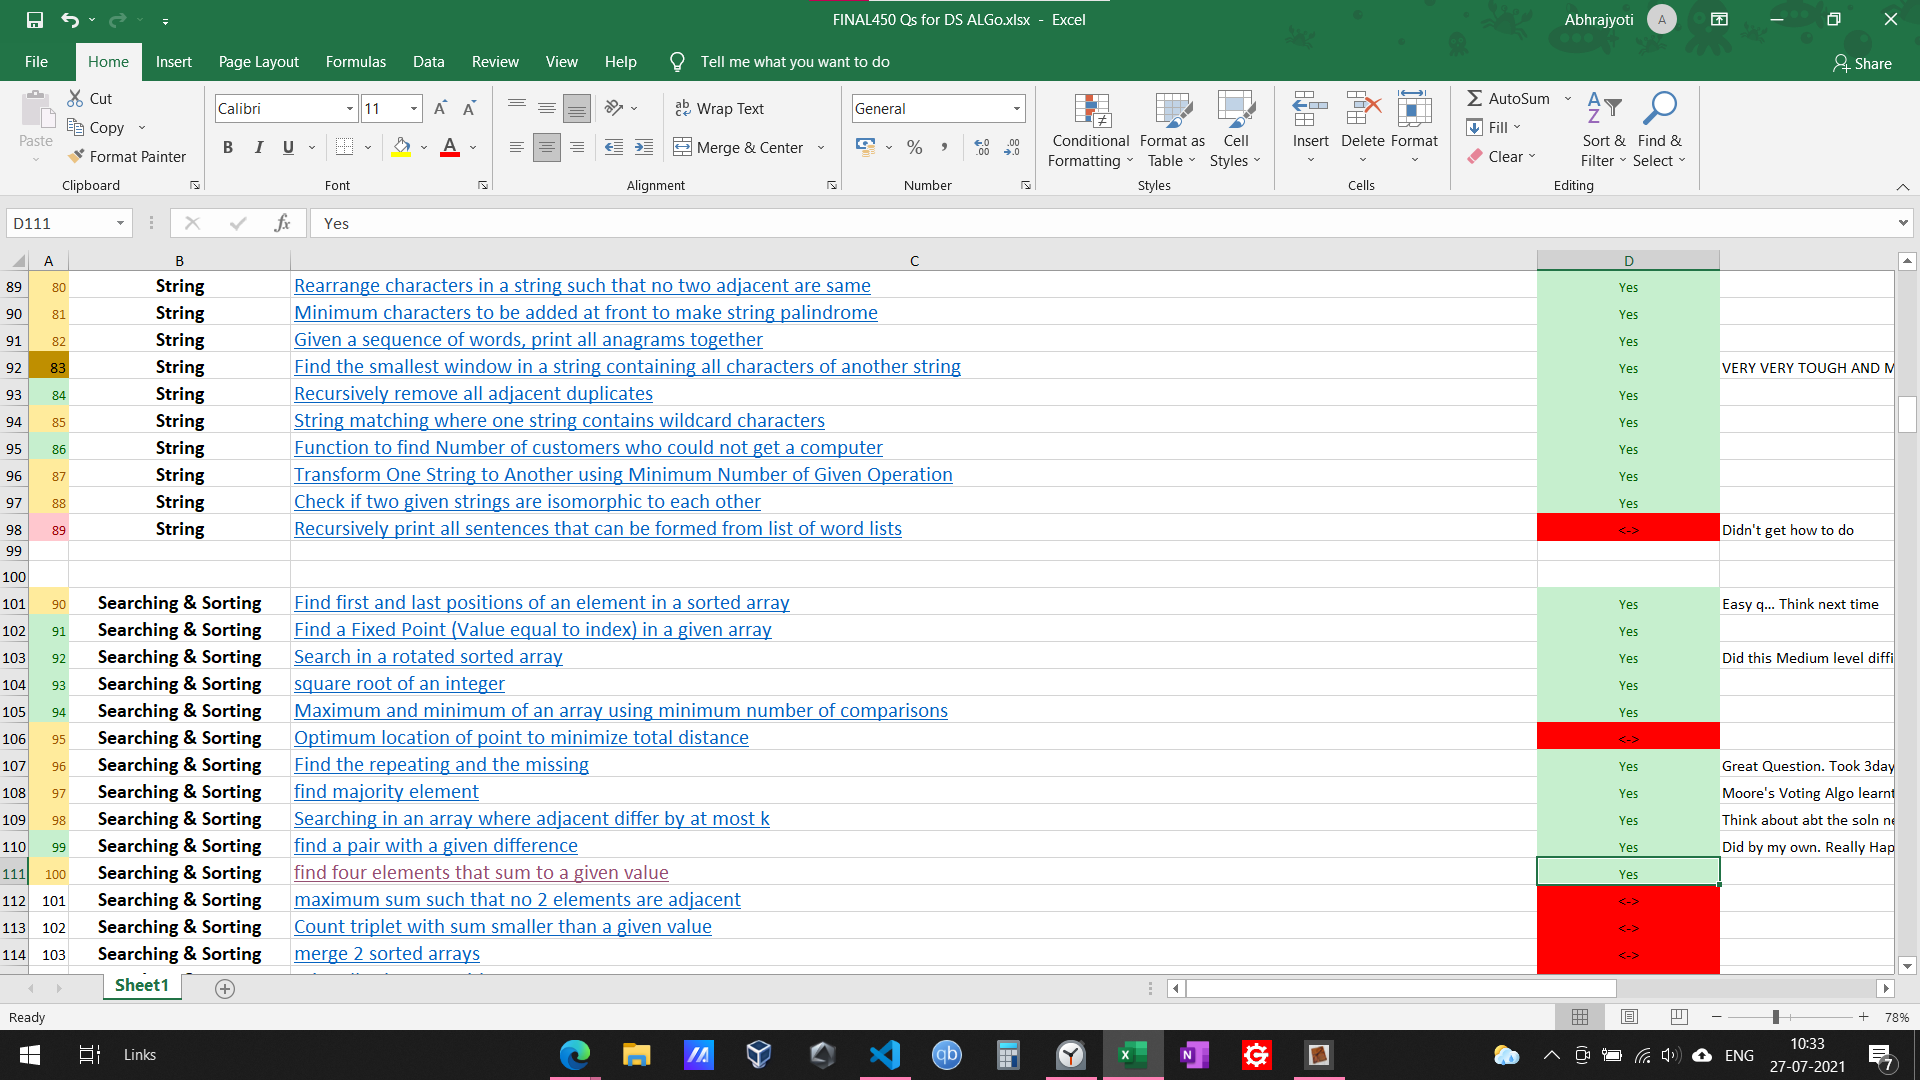 FINAL450 Qs for DS ALGo.xlsx - Excel
Abhrajyoti A
File Home Insert Page Layout Formulas Data Review View Help Tell me what you want to do Share
Paste Cut Copy Format Painter Clipboard
Calibri 11 B I U A Font
Wrap Text Merge & Center Alignment
General % Number
Conditional Formatting Format as Table Cell Styles Styles
Insert Delete Format Cells
AutoSum Fill Clear Sort & Filter Find & Select Editing
D111 fx Yes
A B C D
89 80 String Rearrange characters in a string such that no two adjacent are same Yes
90 81 String Minimum characters to be added at front to make string palindrome Yes
91 82 String Given a sequence of words, print all anagrams together Yes
92 83 String Find the smallest window in a string containing all characters of another string Yes VERY VERY TOUGH AND M
93 84 String Recursively remove all adjacent duplicates Yes
94 85 String String matching where one string contains wildcard characters Yes
95 86 String Function to find Number of customers who could not get a computer Yes
96 87 String Transform One String to Another using Minimum Number of Given Operation Yes
97 88 String Check if two given strings are isomorphic to each other Yes
98 89 String Recursively print all sentences that can be formed from list of word lists <-> Didn't get how to do
99
100
101 90 Searching & Sorting Find first and last positions of an element in a sorted array Yes Easy q... Think next time
102 91 Searching & Sorting Find a Fixed Point (Value equal to index) in a given array Yes
103 92 Searching & Sorting Search in a rotated sorted array Yes Did this Medium level diffi
104 93 Searching & Sorting square root of an integer Yes
105 94 Searching & Sorting Maximum and minimum of an array using minimum number of comparisons Yes
106 95 Searching & Sorting Optimum location of point to minimize total distance <->
107 96 Searching & Sorting Find the repeating and the missing Yes Great Question. Took 3day
108 97 Searching & Sorting find majority element Yes Moore's Voting Algo learnt
109 98 Searching & Sorting Searching in an array where adjacent differ by at most k Yes Think about abt the soln ne
110 99 Searching & Sorting find a pair with a given difference Yes Did by my own. Really Hap
111 100 Searching & Sorting find four elements that sum to a given value Yes
112 101 Searching & Sorting maximum sum such that no 2 elements are adjacent <->
113 102 Searching & Sorting Count triplet with sum smaller than a given value <->
114 103 Searching & Sorting merge 2 sorted arrays <->
Sheet1
Ready 78%
Links ENG 10:33
27-07-2021 7